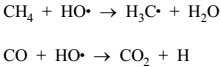 CH₄ + HO• → H₃C• + H₂O
CO + HO• → CO₂ + H